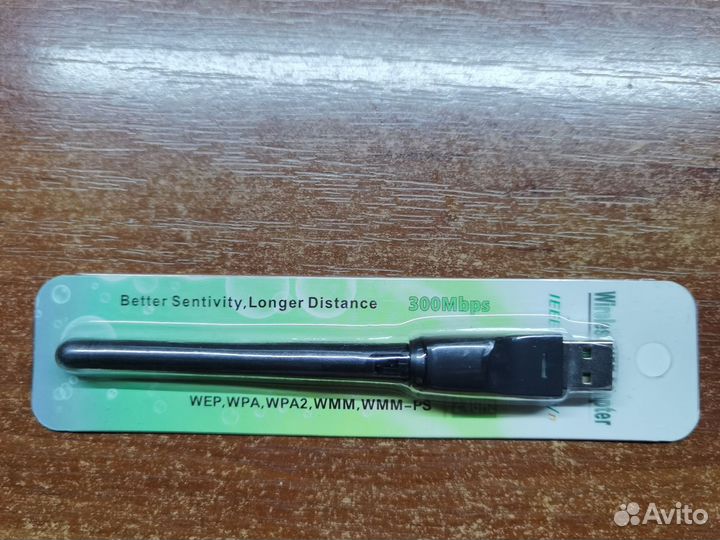 Better Sentivity,Longer Distance
300Mbps
WEP,WPA,WPA2,WMM,WMM-PS
Avito